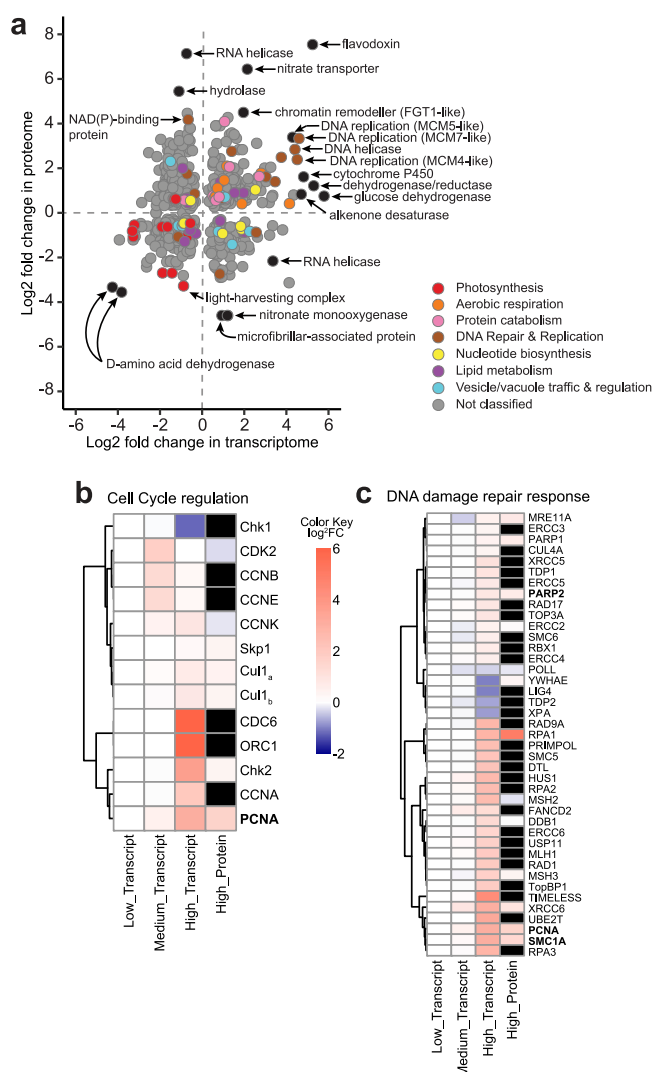 a
8
6
4
2
0
-2
-4
-6
-8
-6
-4
-2
0
2
4
6
Log2 fold change in proteome
Log2 fold change in transcriptome
RNA helicase
flavodoxin
nitrate transporter
hydrolase
NAD(P)-binding
protein
chromatin remodeller (FGT1-like)
DNA replication (MCM5-like)
DNA replication (MCM7-like)
DNA helicase
DNA replication (MCM4-like)
cytochrome P450
dehydrogenase/reductase
glucose dehydrogenase
alkenone desaturase
RNA helicase
light-harvesting complex
nitronate monooxygenase
microfibrillar-associated protein
D-amino acid dehydrogenase
Photosynthesis
Aerobic respiration
Protein catabolism
DNA Repair & Replication
Nucleotide biosynthesis
Lipid metabolism
Vesicle/vacuole traffic & regulation
Not classified
b
Cell Cycle regulation
Chk1
CDK2
CCNB
CCNE
CCNK
Skp1
Cul1a
Cul1b
CDC6
ORC1
Chk2
CCNA
PCNA
Low_Transcript
Medium_Transcript
High_Transcript
High_Protein
Color Key
log²FC
6
4
2
0
-2
c
DNA damage repair response
MRE11A
ERCC3
PARP1
CUL4A
XRCC5
TDP1
ERCC5
PARP2
RAD17
TOP3A
ERCC2
SMC6
RBX1
ERCC4
POLL
YWHAE
LIG4
TDP2
XPA
RAD9A
RPA1
PRIMPOL
SMC5
DTL
HUS1
RPA2
MSH2
FANCD2
DDB1
ERCC6
USP11
MLH1
RAD1
MSH3
TopBP1
TIMELESS
XRCC6
UBE2T
PCNA
SMC1A
RPA3
Low_Transcript
Medium_Transcript
High_Transcript
High_Protein